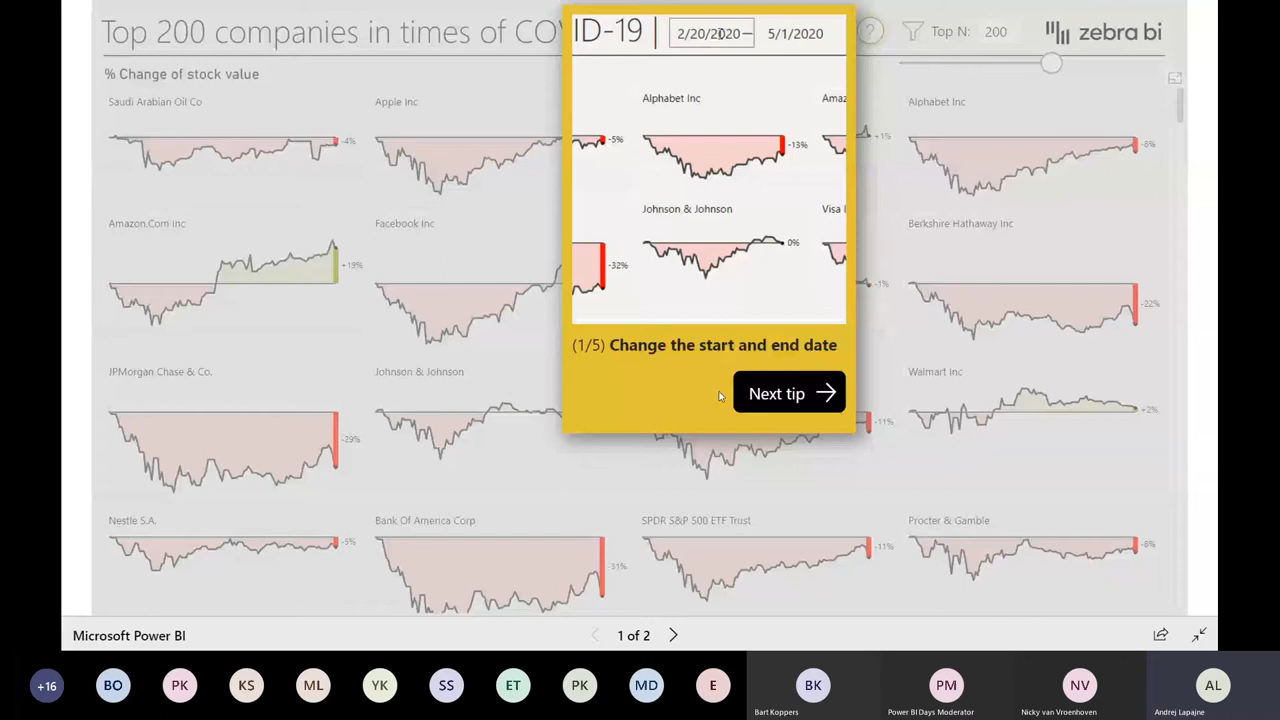 Top 200 companies in times of CO
ID-19
2/20/2020
5/1/2020
?
Top N: 200
zebra bi
% Change of stock value
Saudi Arabian Oil Co
-4%
Apple Inc
-5%
Alphabet Inc
-13%
Amaz
+1%
Alphabet Inc
-8%
Amazon.Com Inc
+19%
Facebook Inc
-32%
Johnson & Johnson
0%
Visa I
-1%
Berkshire Hathaway Inc
-22%
(1/5) Change the start and end date
Next tip
JPMorgan Chase & Co.
-29%
Johnson & Johnson
-11%
Walmart Inc
+2%
Nestle S.A.
-5%
Bank Of America Corp
-31%
SPDR S&P 500 ETF Trust
-11%
Procter & Gamble
-8%
Microsoft Power BI
1 of 2
+16
BO
PK
KS
ML
YK
SS
ET
PK
MD
E
BK
Bart Koppers
PM
Power BI Days Moderator
NV
Nicky van Vroenhoven
AL
Andrej Lapajne